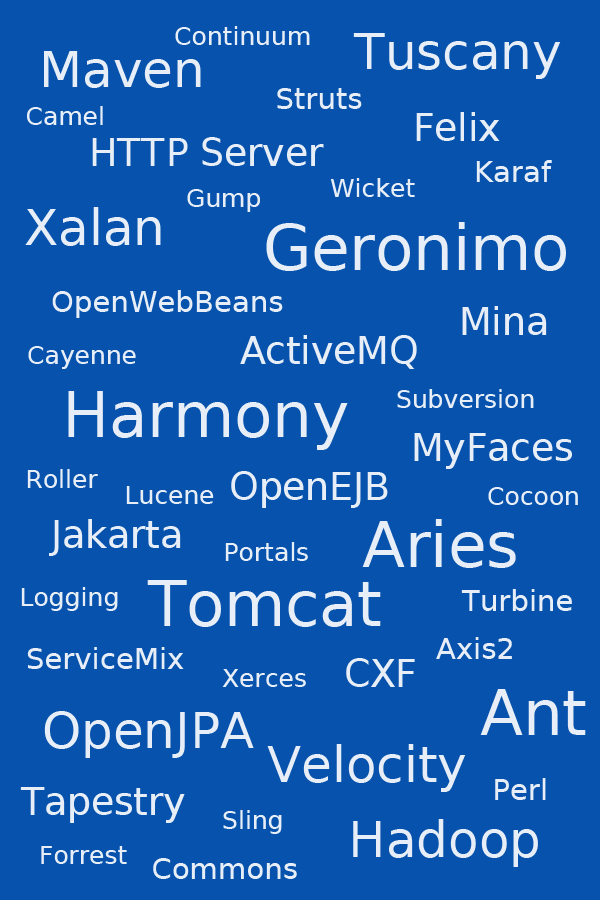 Continuum
Tuscany
Maven
Struts
Camel
Felix
HTTP Server
Karaf
Wicket
Gump
Xalan
Geronimo
OpenWebBeans
Mina
ActiveMQ
Cayenne
Subversion
Harmony
MyFaces
Roller
OpenEJB
Lucene
Cocoon
Jakarta
Aries
Portals
Logging
Tomcat
Turbine
Axis2
ServiceMix
CXF
Xerces
Ant
OpenJPA
Velocity
Perl
Tapestry
Sling
Hadoop
Forrest
Commons